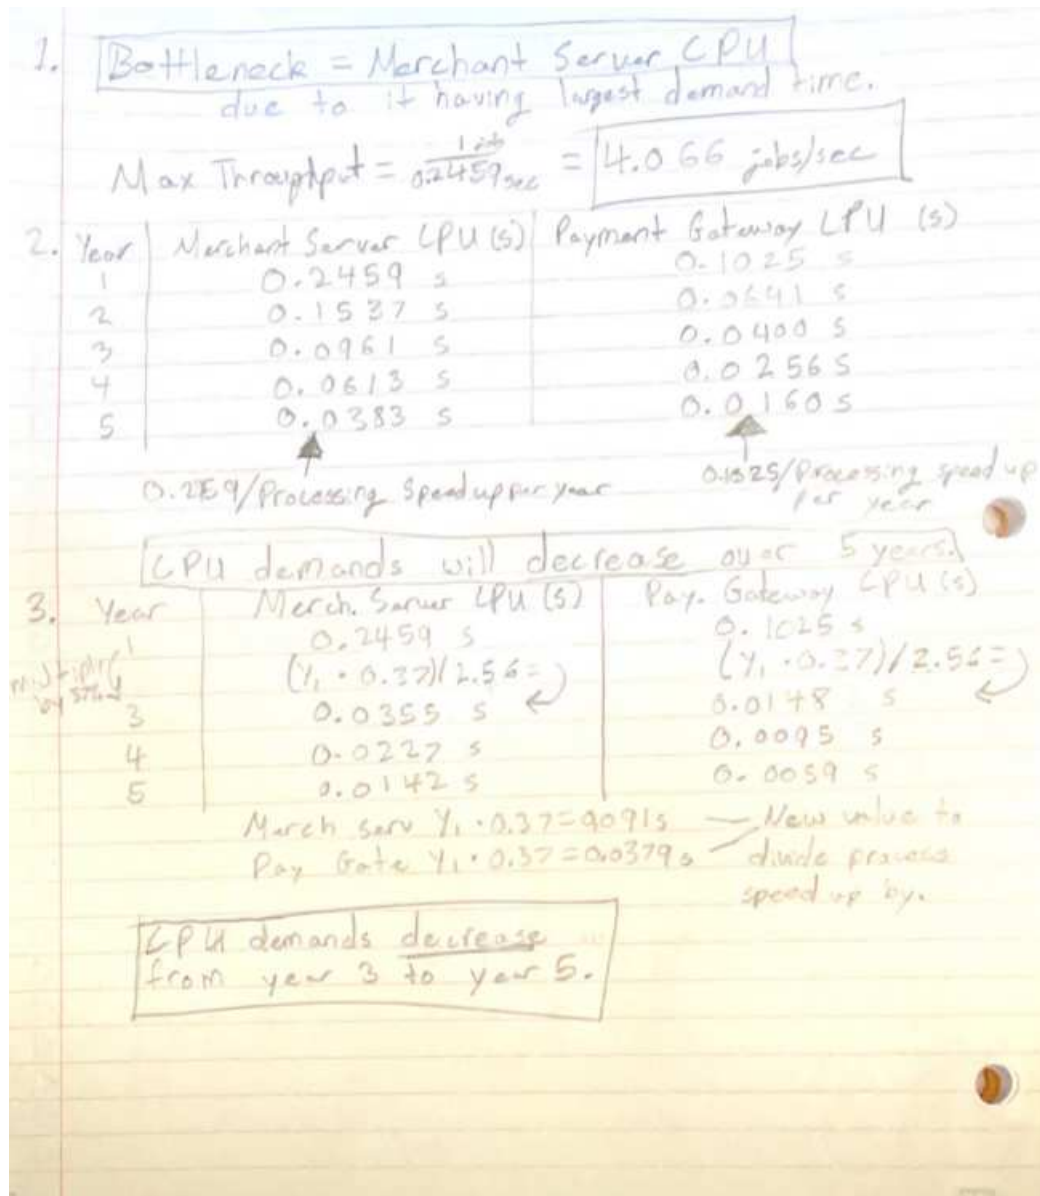 1. Bottleneck = Merchant Server CPU
due to it having largest demand time.
Max Throughput = 1 job / 0.2459 sec = 4.066 jobs/sec
2. Year Merchant Server CPU (s) Payment Gateway CPU (s)
1 0.2459 s 0.1025 s
2 0.1537 s 0.0641 s
3 0.0961 s 0.0400 s
4 0.0613 s 0.0256 s
5 0.0383 s 0.0160 s
/Processing Speed up per year /Processing speed up
per year
CPU demands will decrease over 5 years.
3. Year Merch. Server CPU (s) Pay. Gateway CPU (s)
1 0.2459 s 0.1025 s
multiply by 37% (Y₁ · 0.37)/2.56 = (Y₁ · 0.37)/2.56 =
3 0.0355 s 0.0148 s
4 0.0227 s 0.0095 s
5 0.0142 s 0.0059 s
Merch serv Y₁ · 0.37 = — New value to
Pay Gate Y₁ · 0.37 = 0.0379 s divide process
speed up by.
CPU demands decrease
from year 3 to year 5.